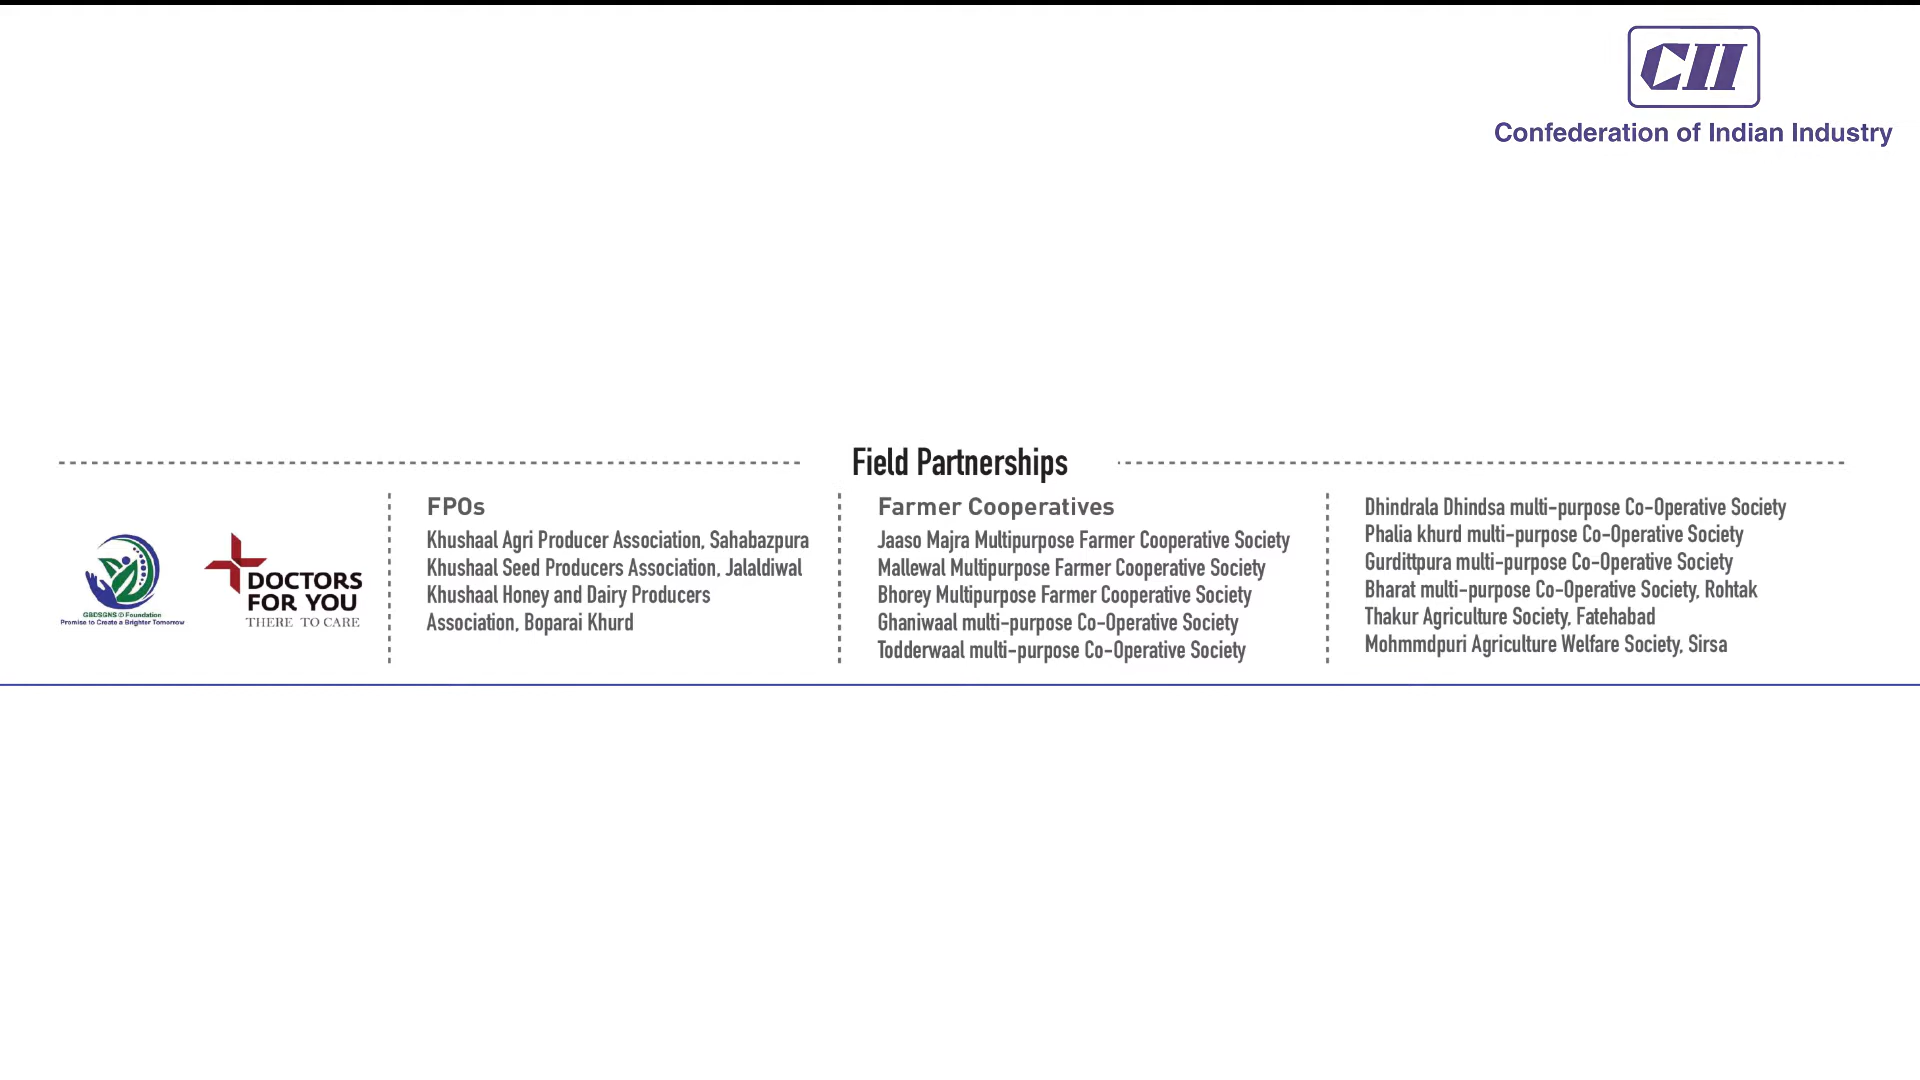 CII
Confederation of Indian Industry
Field Partnerships
GBDSGNS Foundation
Promise to Create a Brighter Tomorrow
DOCTORS
FOR YOU
THERE TO CARE
FPOs
Khushaal Agri Producer Association, Sahabazpura
Khushaal Seed Producers Association, Jalaldiwal
Khushaal Honey and Dairy Producers
Association, Boparai Khurd
Farmer Cooperatives
Jaaso Majra Multipurpose Farmer Cooperative Society
Mallewal Multipurpose Farmer Cooperative Society
Bhorey Multipurpose Farmer Cooperative Society
Ghaniwaal multi-purpose Co-Operative Society
Todderwaal multi-purpose Co-Operative Society
Dhindrala Dhindsa multi-purpose Co-Operative Society
Phalia khurd multi-purpose Co-Operative Society
Gurdittpura multi-purpose Co-Operative Society
Bharat multi-purpose Co-Operative Society, Rohtak
Thakur Agriculture Society, Fatehabad
Mohmmdpuri Agriculture Welfare Society, Sirsa